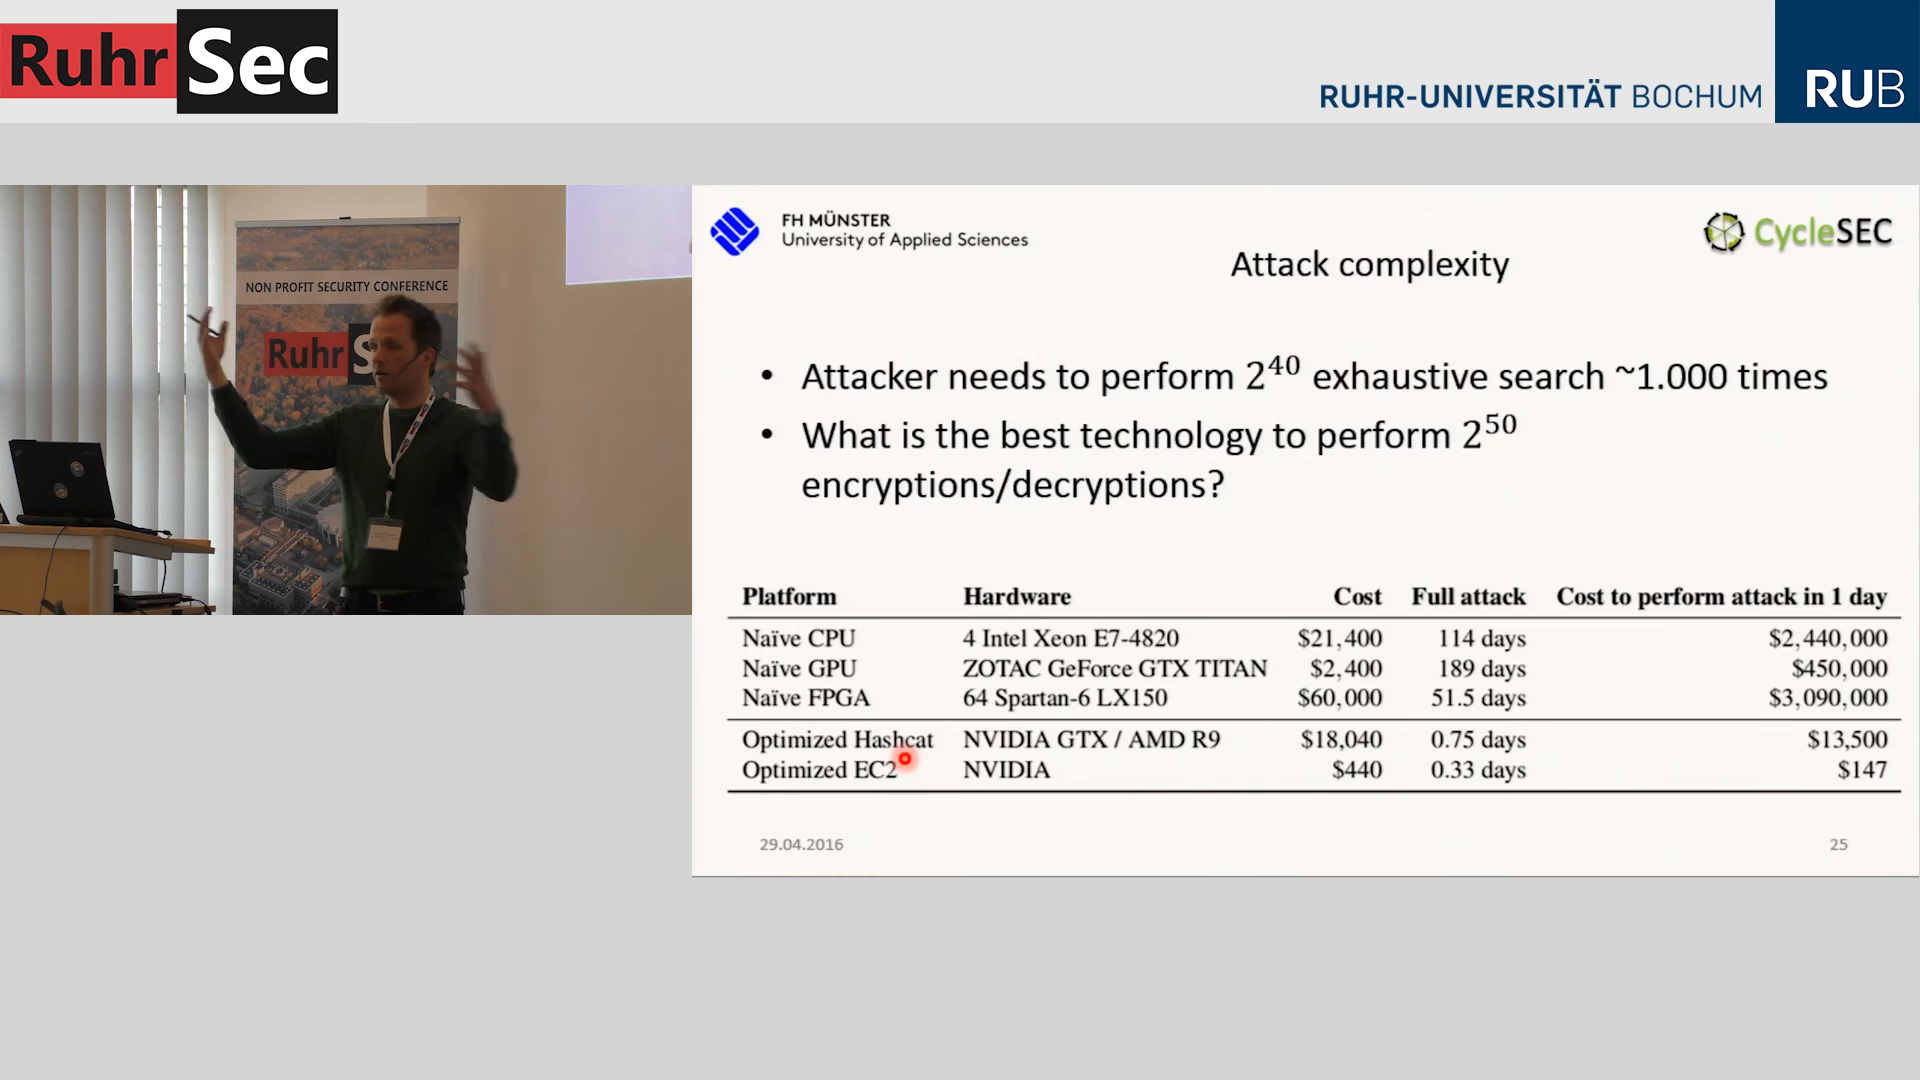 RuhrSec
RUHR-UNIVERSITÄT BOCHUM
RUB
NON PROFIT SECURITY CONFERENCE
Ruhr S
FH MÜNSTER
University of Applied Sciences
CycleSEC
Attack complexity
• Attacker needs to perform 2⁴⁰ exhaustive search ~1.000 times
• What is the best technology to perform 2⁵⁰
encryptions/decryptions?
Platform Hardware Cost Full attack Cost to perform attack in 1 day
Naïve CPU 4 Intel Xeon E7-4820 $21,400 114 days $2,440,000
Naïve GPU ZOTAC GeForce GTX TITAN $2,400 189 days $450,000
Naïve FPGA 64 Spartan-6 LX150 $60,000 51.5 days $3,090,000
Optimized Hashcat NVIDIA GTX / AMD R9 $18,040 0.75 days $13,500
Optimized EC2 NVIDIA $440 0.33 days $147
29.04.2016
25